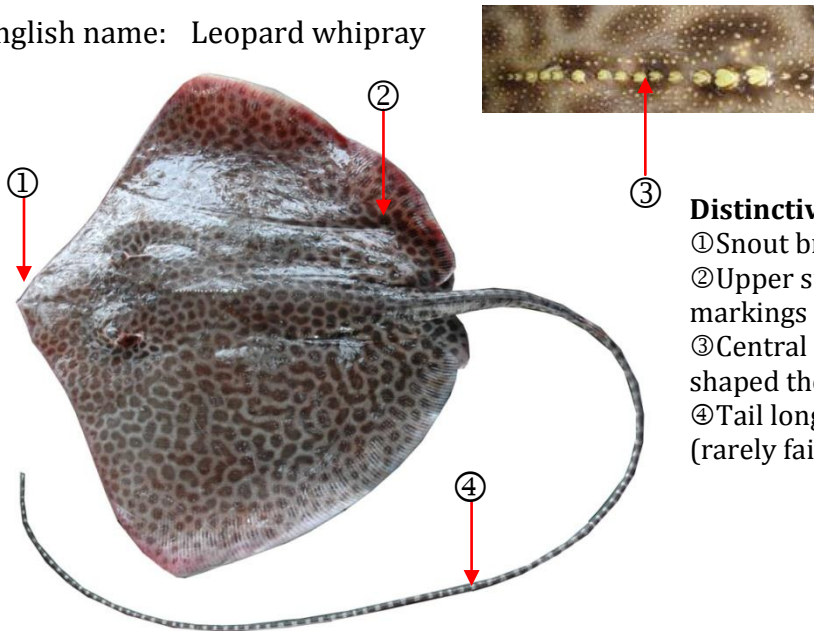 nglish name: Leopard whipray
①
②
③
④
Distinctiv
①Snout br
②Upper s
markings
③Central
shaped the
④Tail long
(rarely fai